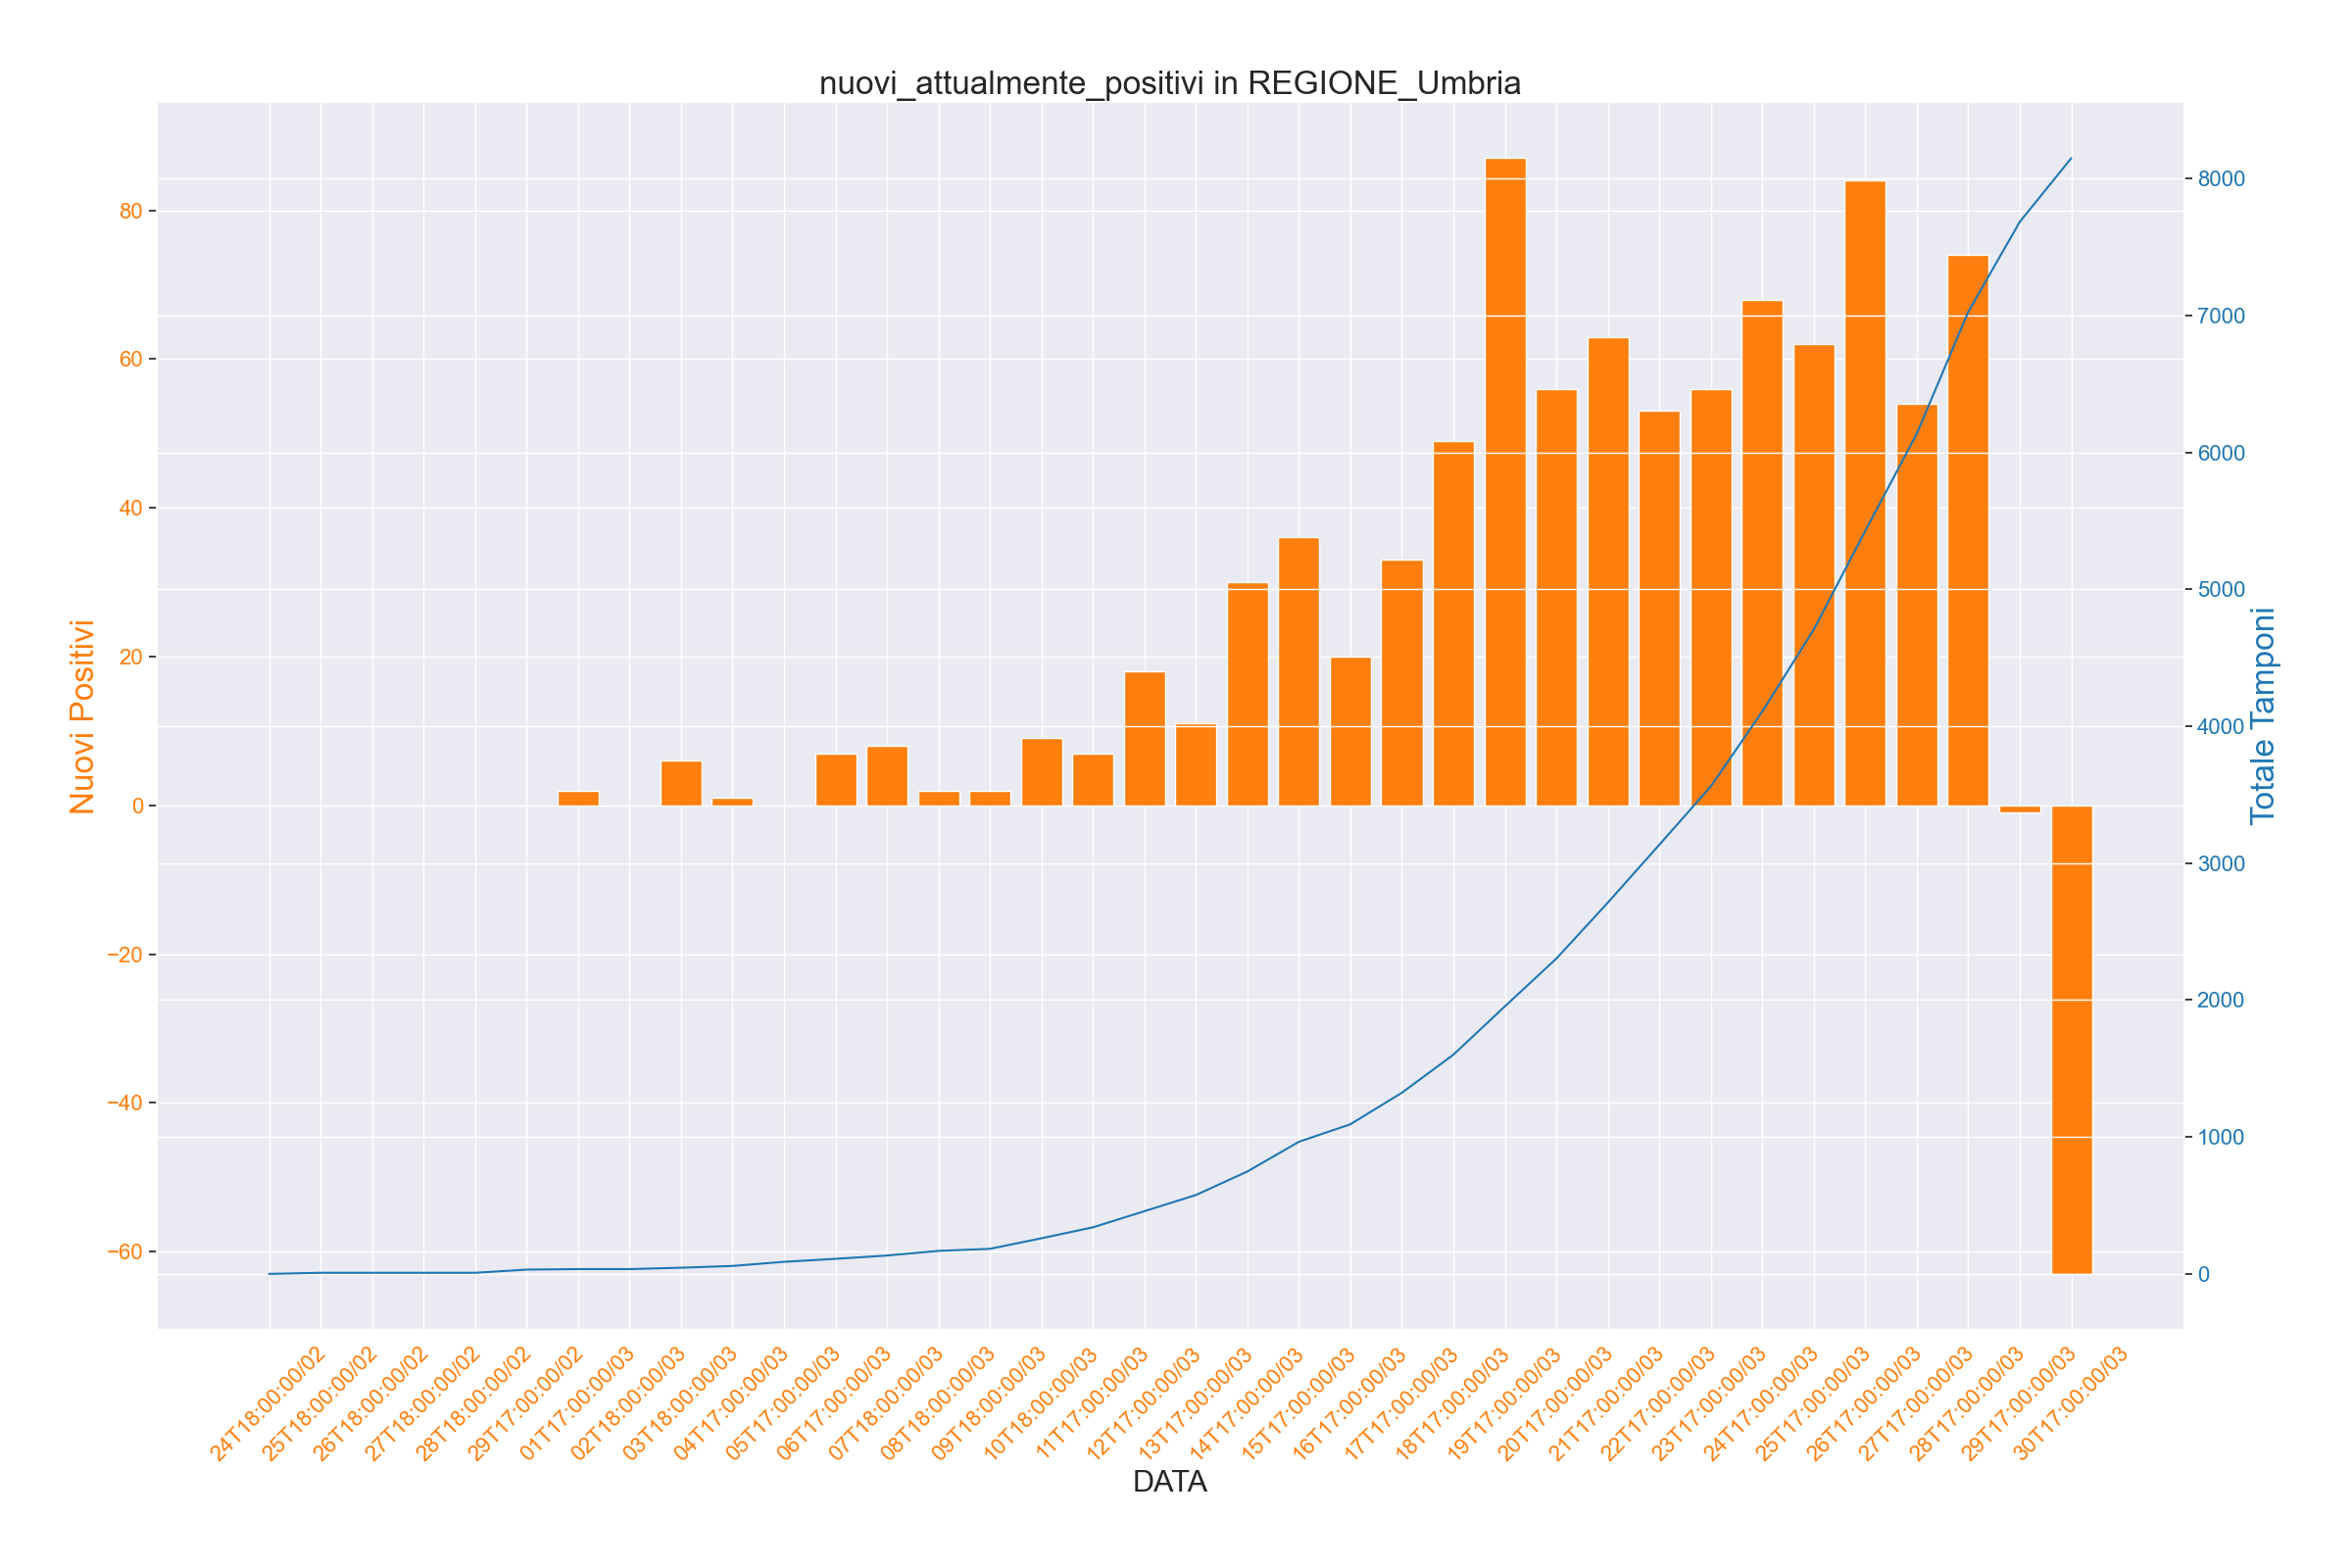 nuovi_attualmente_positivi in REGIONE_Umbria
Nuovi Positivi
80
60
40
20
0
−20
−40
−60
8000
7000
6000
5000
4000
3000
2000
1000
0
Totale Tamponi
24T18:00:00/02
25T18:00:00/02
26T18:00:00/02
27T18:00:00/02
28T18:00:00/02
29T17:00:00/02
01T17:00:00/03
02T18:00:00/03
03T18:00:00/03
04T17:00:00/03
05T17:00:00/03
06T17:00:00/03
07T18:00:00/03
08T18:00:00/03
09T18:00:00/03
10T18:00:00/03
11T17:00:00/03
12T17:00:00/03
13T17:00:00/03
14T17:00:00/03
15T17:00:00/03
16T17:00:00/03
17T17:00:00/03
18T17:00:00/03
19T17:00:00/03
20T17:00:00/03
21T17:00:00/03
22T17:00:00/03
23T17:00:00/03
24T17:00:00/03
25T17:00:00/03
26T17:00:00/03
27T17:00:00/03
28T17:00:00/03
29T17:00:00/03
30T17:00:00/03
DATA